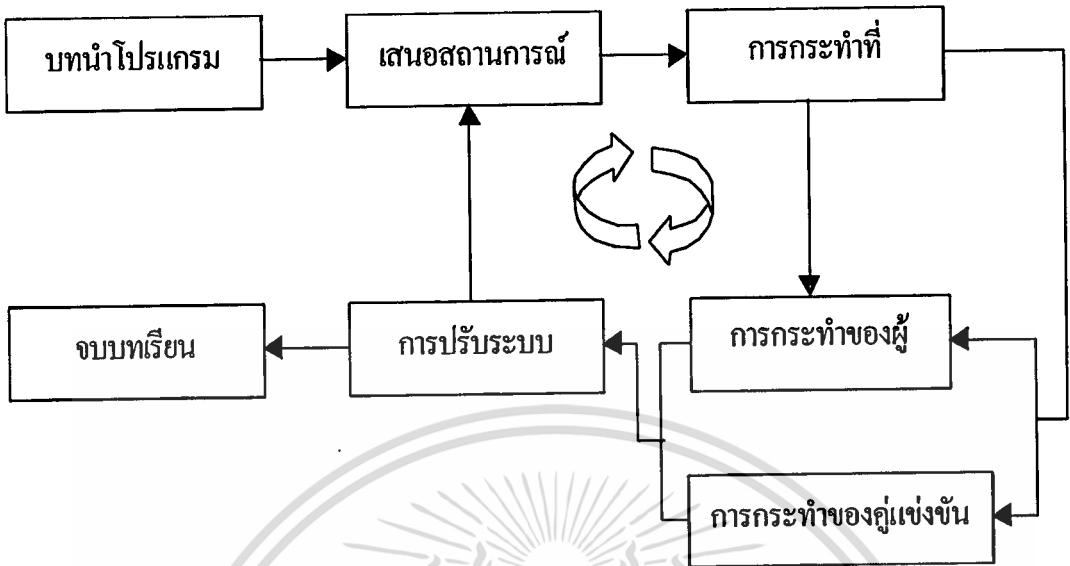 บทนำโปรแกรม
เสนอสถานการณ์
การกระทำที่
จบบทเรียน
การปรับระบบ
การกระทำของผู้
การกระทำของคู่แข่งขัน